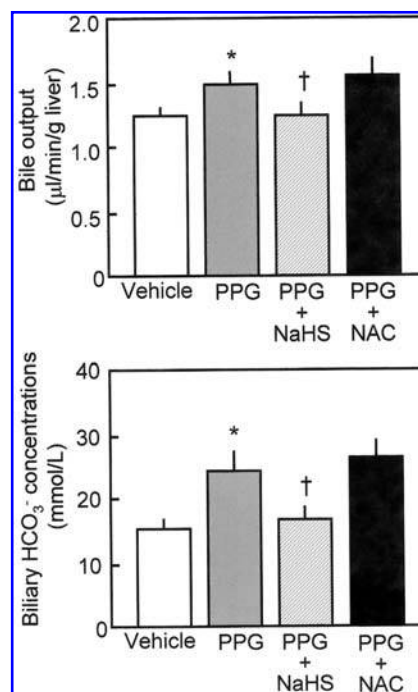 Bile output
(µl/min/g liver)
2.0
1.5
1.0
0.5
0
*
†
Vehicle
PPG
PPG
+
NaHS
PPG
+
NAC
Biliary HCO₃⁻ concentrations
(mmol/L)
40
30
20
10
0
*
†
Vehicle
PPG
PPG
+
NaHS
PPG
+
NAC